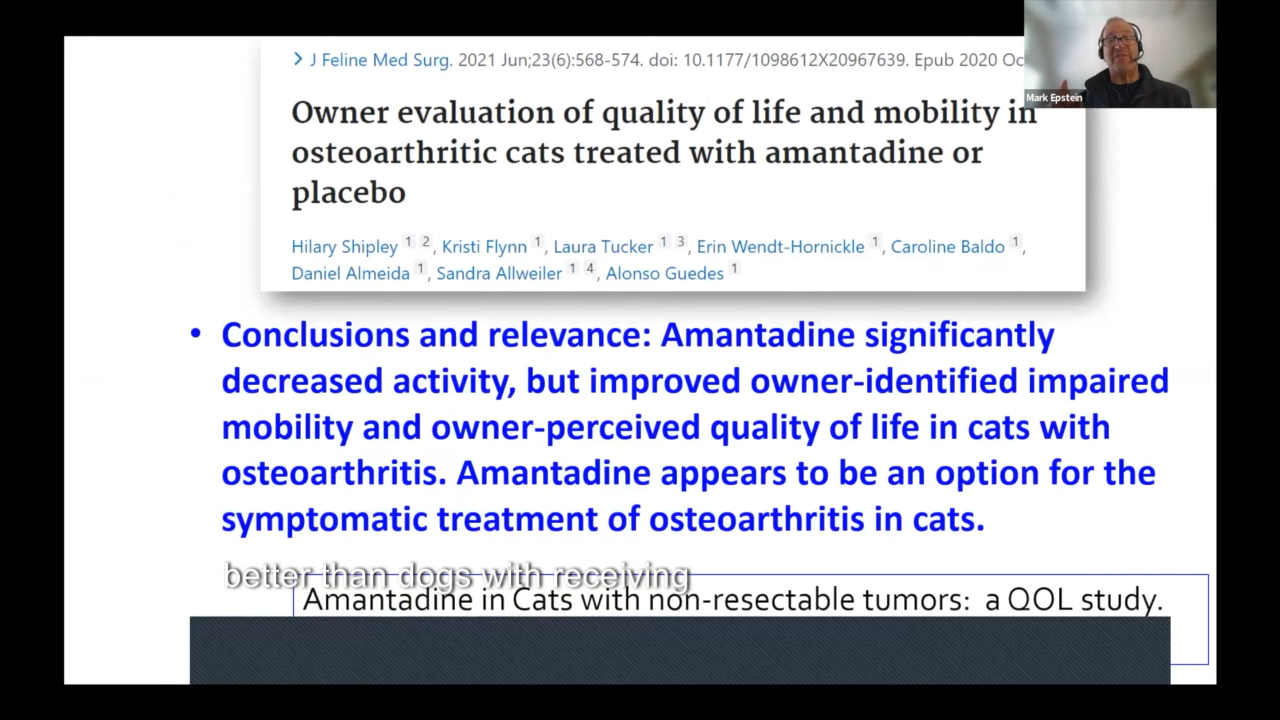 J Feline Med Surg. 2021 Jun;23(6):568-574. doi: 10.1177/1098612X20967639. Epub 2020 Oc
Mark Epstein
Owner evaluation of quality of life and mobility in
osteoarthritic cats treated with amantadine or
placebo
Hilary Shipley 1 2, Kristi Flynn 1, Laura Tucker 1 3, Erin Wendt-Hornickle 1, Caroline Baldo 1,
Daniel Almeida 1, Sandra Allweiler 1 4, Alonso Guedes 1
• Conclusions and relevance: Amantadine significantly
decreased activity, but improved owner-identified impaired
mobility and owner-perceived quality of life in cats with
osteoarthritis. Amantadine appears to be an option for the
symptomatic treatment of osteoarthritis in cats.
better than dogs with receiving
Amantadine in Cats with non-resectable tumors: a QOL study.